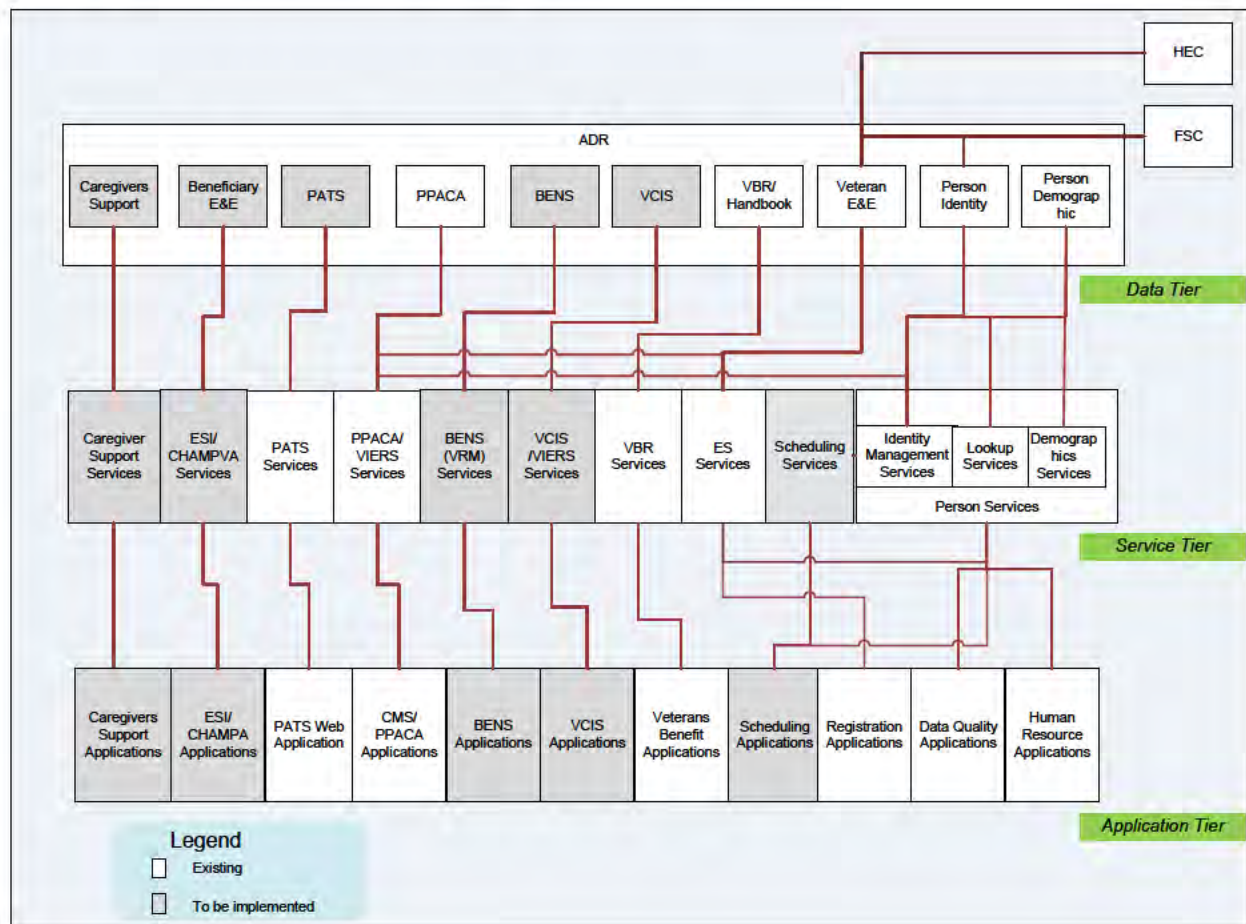 HEC
FSC
ADR
Caregivers
Support
Beneficiary
E&E
PATS
PPACA
BENS
VCIS
VBR/
Handbook
Veteran
E&E
Person
Identity
Person
Demograp
hic
Data Tier
Caregiver
Support
Services
ESI/
CHAMPVA
Services
PATS
Services
PPACA/
VIERS
Services
BENS
(VRM)
Services
VCIS
/VIERS
Services
VBR
Services
ES
Services
Scheduling
Services
Identity
Management
Services
Lookup
Services
Demograp
hics
Services
Person Services
Service Tier
Caregivers
Support
Applications
ESI/
CHAMPA
Applications
PATS Web
Application
CMS/
PPACA
Applications
BENS
Applications
VCIS
Applications
Veterans
Benefit
Applications
Scheduling
Applications
Registration
Applications
Data Quality
Applications
Human
Resource
Applications
Application Tier
Legend
Existing
To be implemented